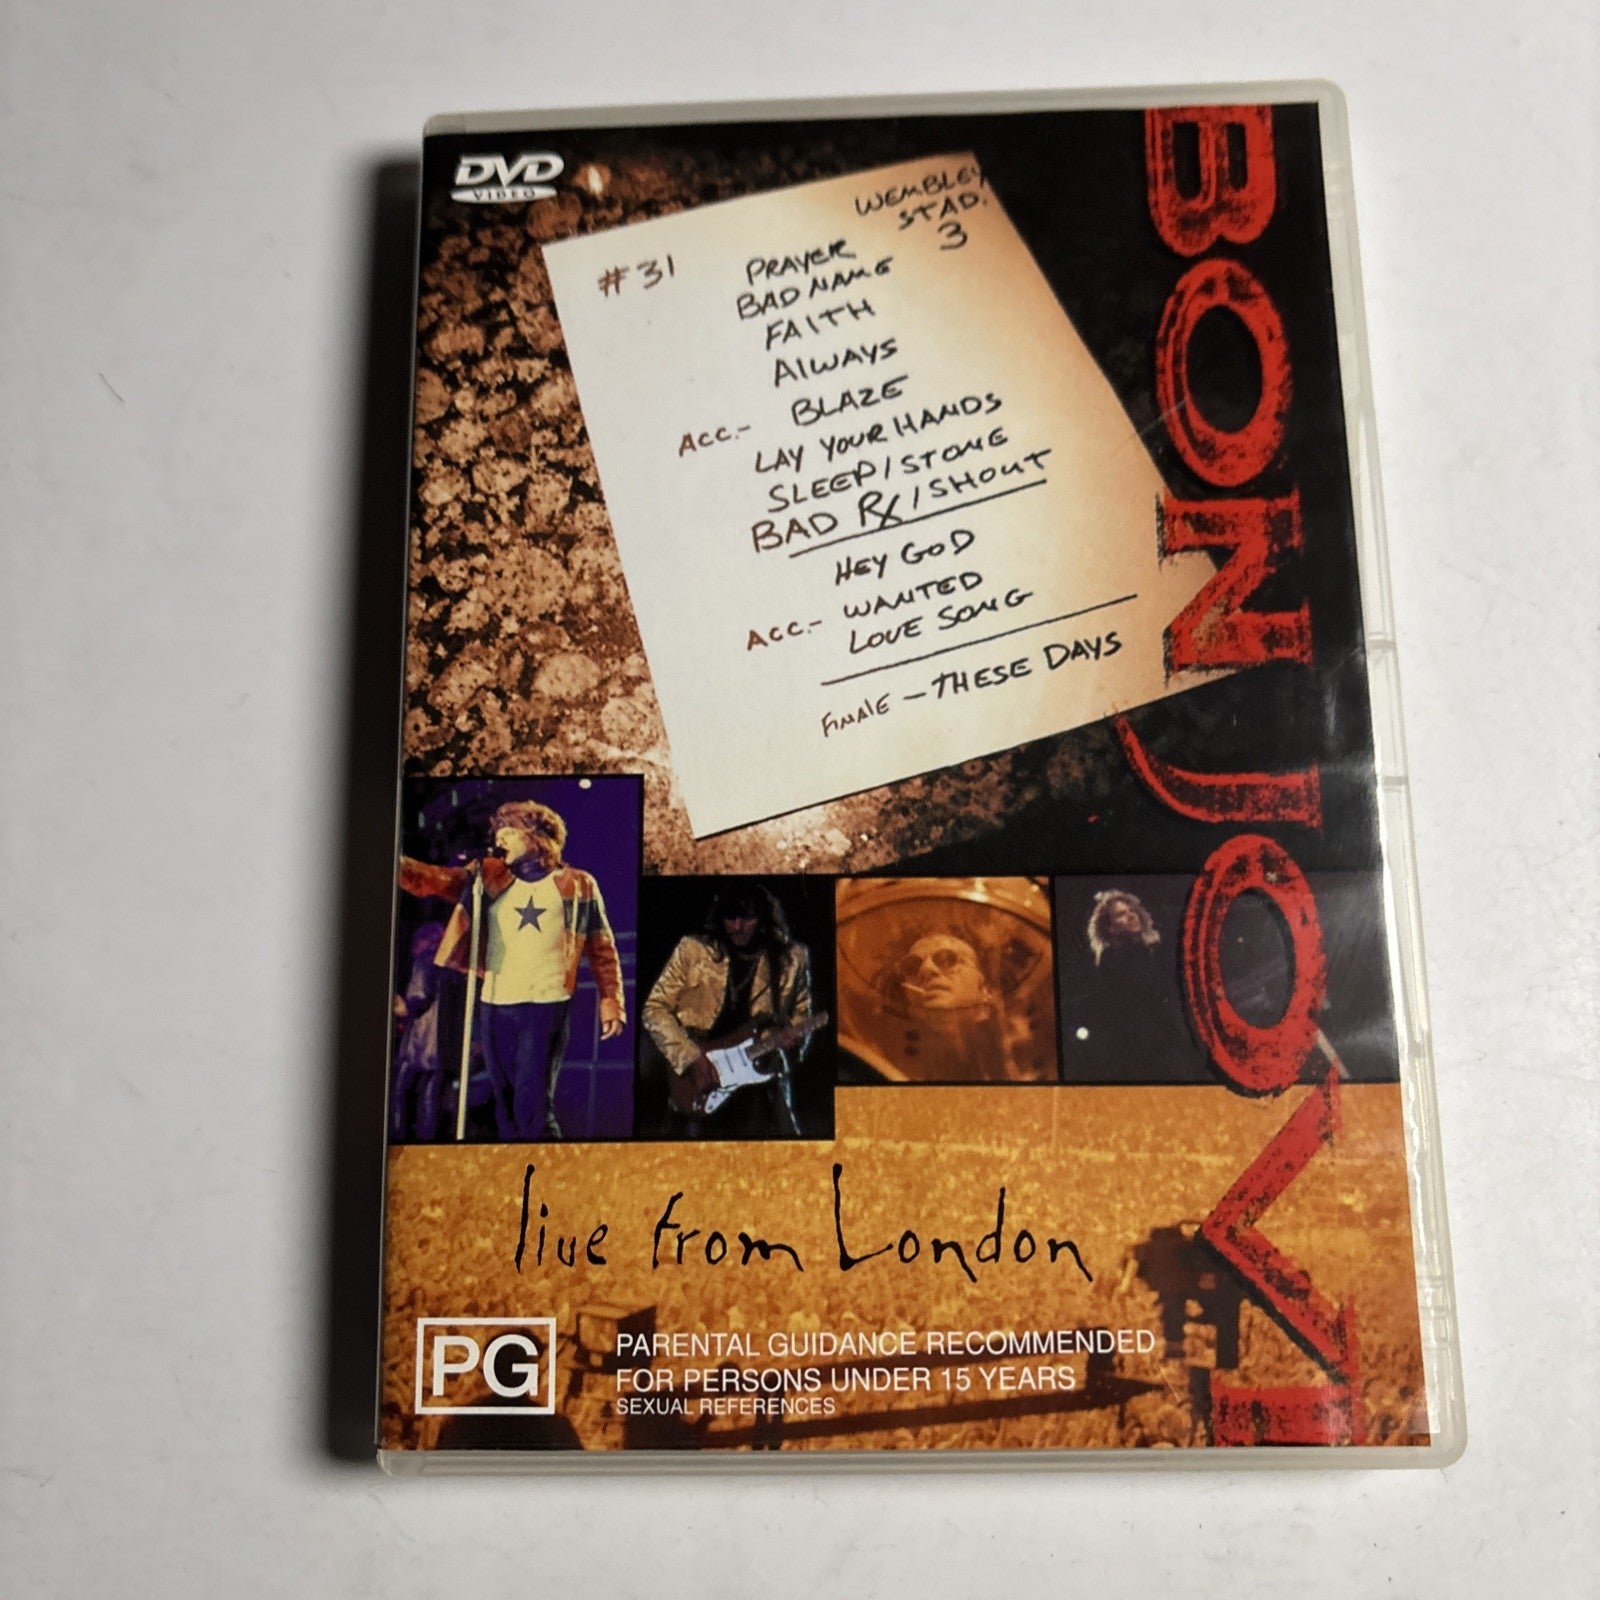 DVD
VIDEO
BON JOVI
WEMBLEY
STAD.
3
#31
PRAYER
BAD NAME
FAITH
AlWAYS
ACC.- BLAZE
LAY YOUR HANDS
SLEEP/STONE
BAD Rx/SHOUT
HEY GOD
ACC.- WANTED
LOVE SONG
FINAlE - THESE DAYS
live from London
PG
PARENTAL GUIDANCE RECOMMENDED
FOR PERSONS UNDER 15 YEARS
SEXUAL REFERENCES